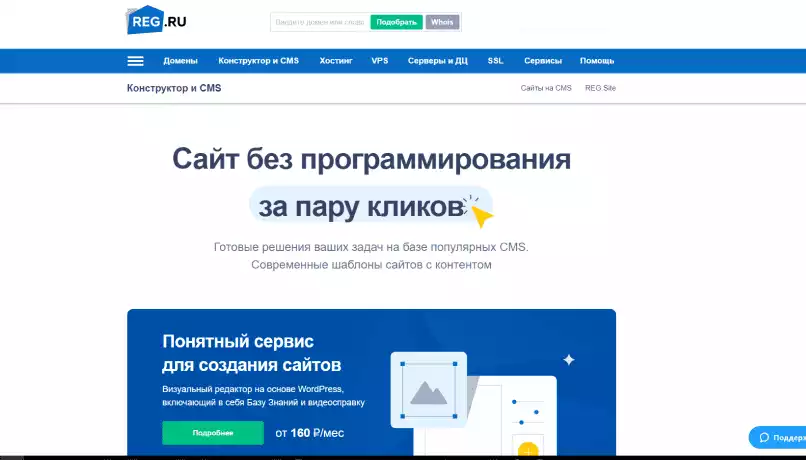 REG.RU
Введите домен или слово
Подобрать
Whois
Домены
Конструктор и CMS
Хостинг
VPS
Серверы и ДЦ
SSL
Сервисы
Помощь
Конструктор и CMS
Сайты на CMS
REG.Site
Сайт без программирования
за пару кликов
Готовые решения ваших задач на базе популярных CMS.
Современные шаблоны сайтов с контентом
Понятный сервис
для создания сайтов
Визуальный редактор на основе WordPress,
включающий в себя Базу Знаний и видеосправку
Подробнее
от 160 ₽/мес
Поддерж